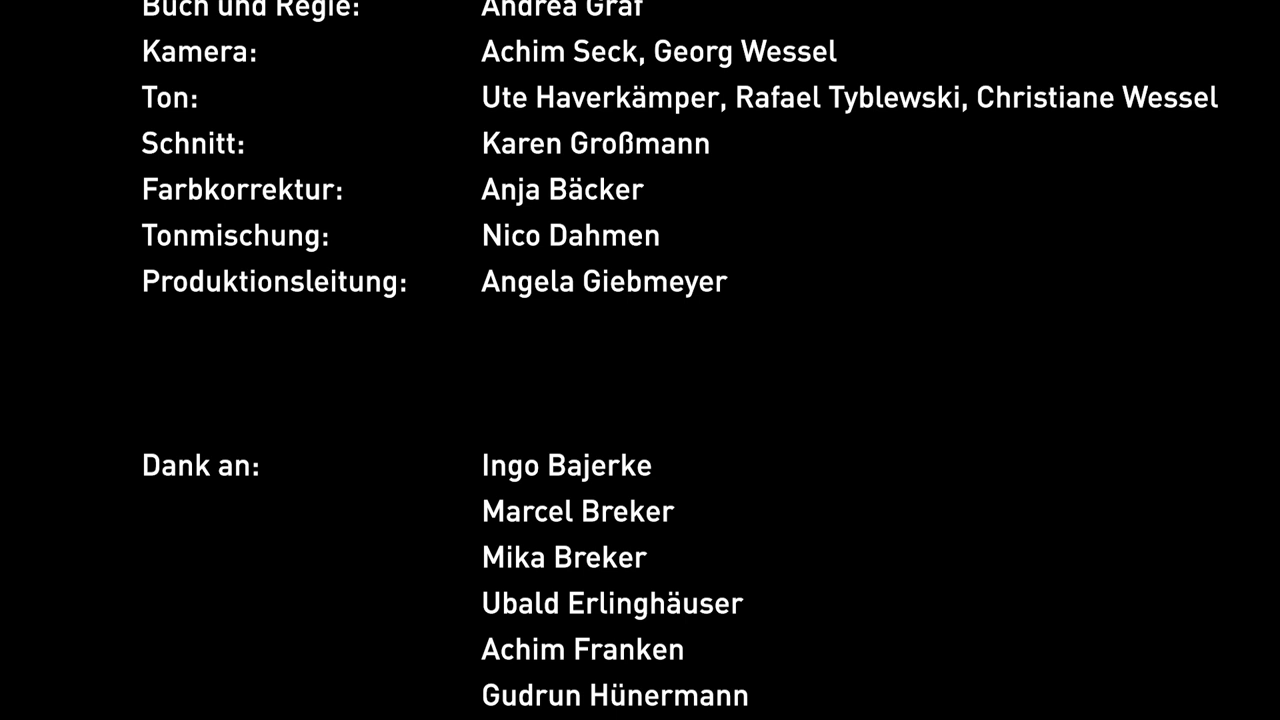 Buch und Regie: Andrea Graf
Kamera: Achim Seck, Georg Wessel
Ton: Ute Haverkämper, Rafael Tyblewski, Christiane Wessel
Schnitt: Karen Großmann
Farbkorrektur: Anja Bäcker
Tonmischung: Nico Dahmen
Produktionsleitung: Angela Giebmeyer
Dank an: Ingo Bajerke
Marcel Breker
Mika Breker
Ubald Erlinghäuser
Achim Franken
Gudrun Hünermann